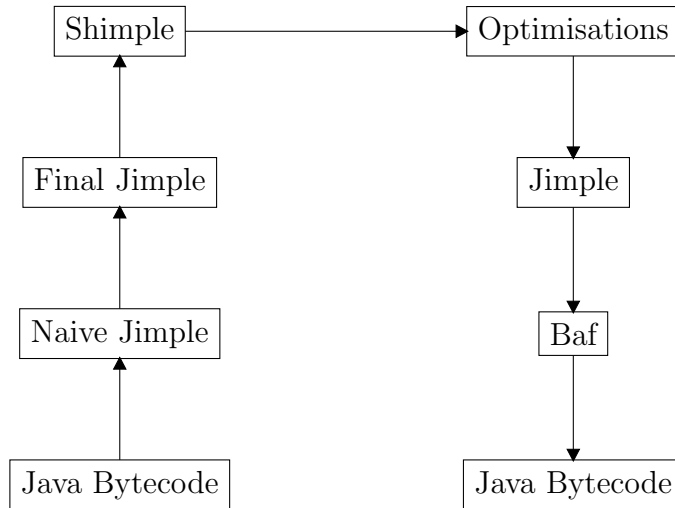 Shimple
Optimisations
Final Jimple
Jimple
Naive Jimple
Baf
Java Bytecode
Java Bytecode